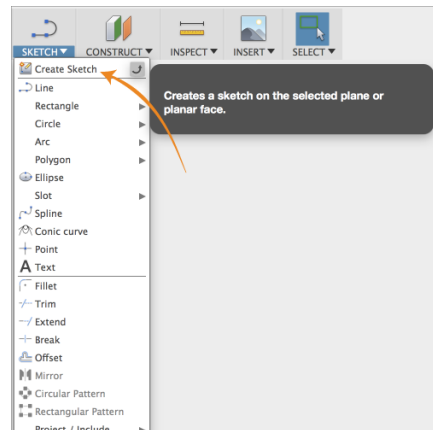 SKETCH ▼ CONSTRUCT ▼ INSPECT ▼ INSERT ▼ SELECT ▼
Create Sketch
Creates a sketch on the selected plane or
planar face.
Line
Rectangle
Circle
Arc
Polygon
Ellipse
Slot
Spline
Conic curve
Point
Text
Fillet
Trim
Extend
Break
Offset
Mirror
Circular Pattern
Rectangular Pattern
Project / Include